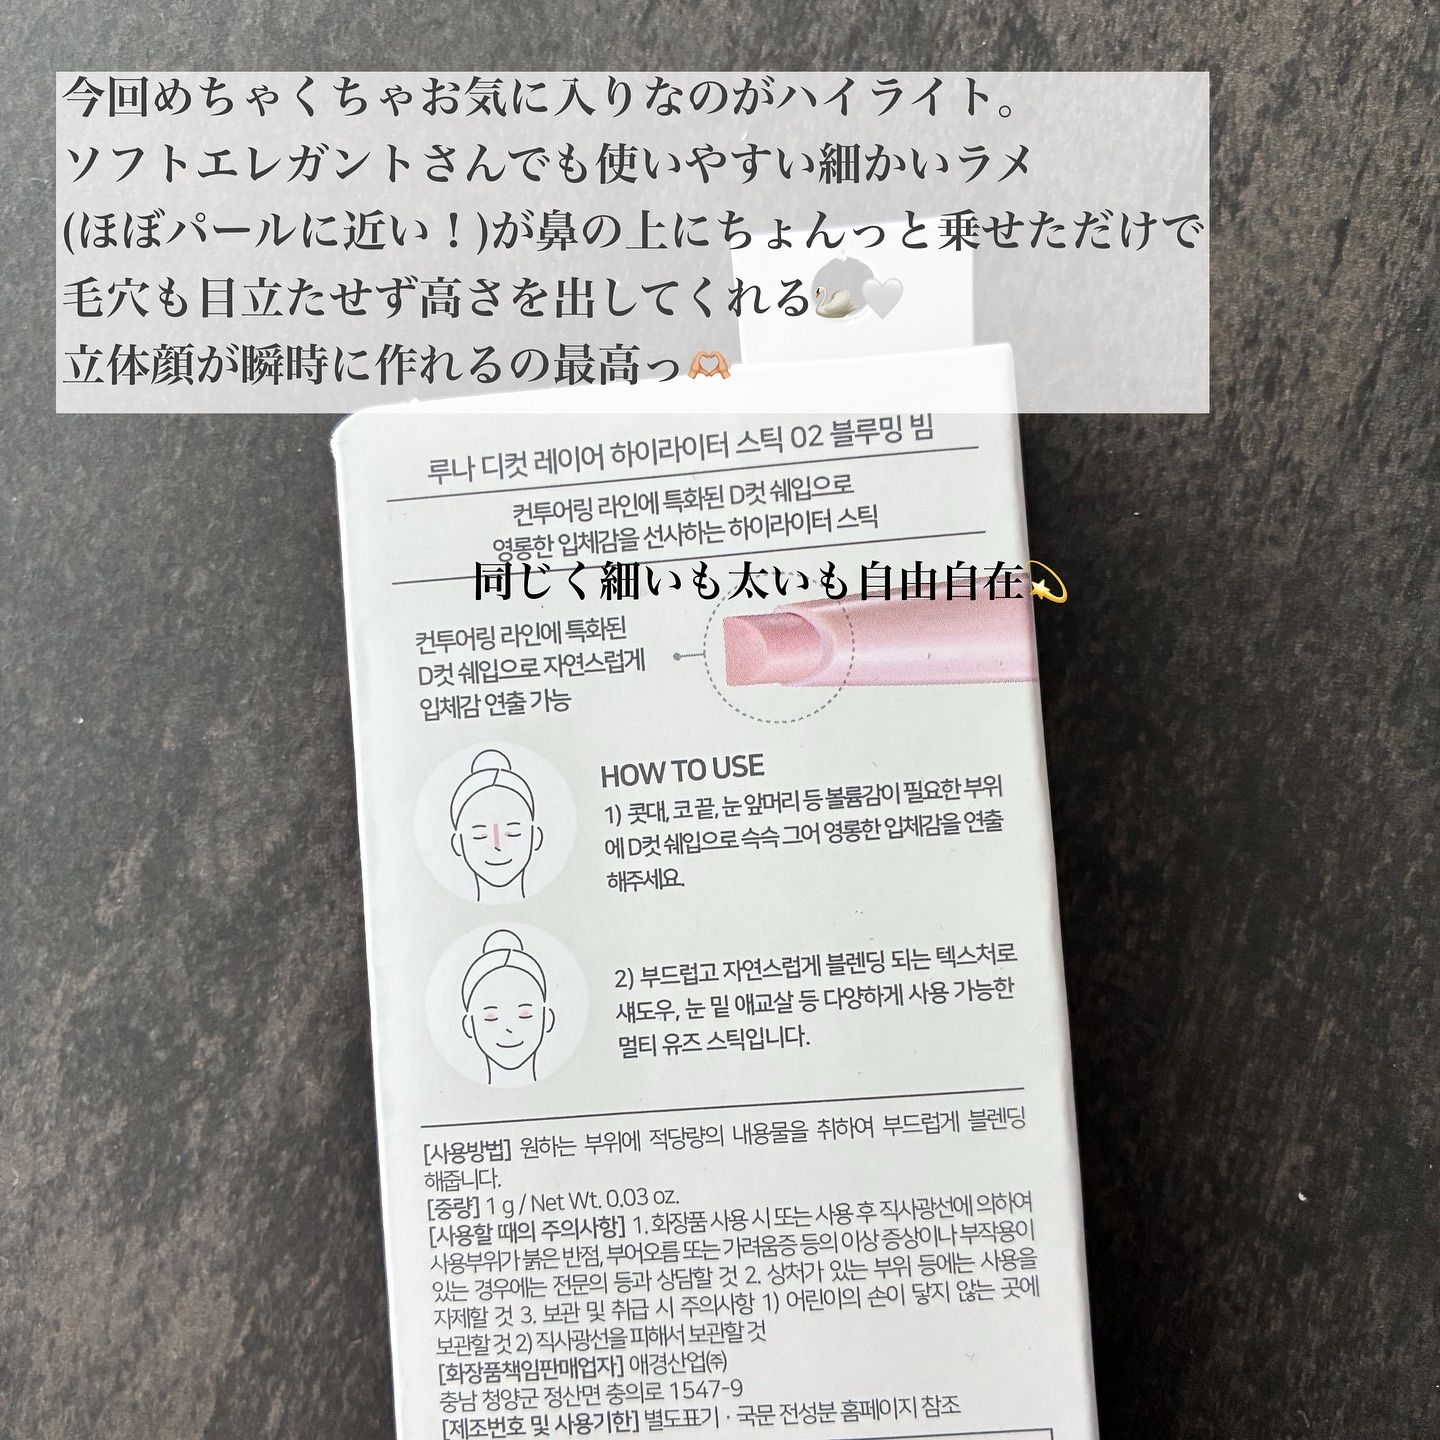 今回めちゃくちゃお気に入りなのがハイライト。
ソフトエレガントさんでも使いやすい細かいラメ
(ほぼパールに近い！)が鼻の上にちょんっと乗せただけで
毛穴も目立たせず高さを出してくれる🦢🤍
立体顔が瞬時に作れるの最高っ🫶🏼
루나 디컷 레이어 하이라이터 스틱 02 블루밍 빔
컨투어링 라인에 특화된 D컷 쉐입으로
영롱한 입체감을 선사하는 하이라이터 스틱
同じく細いも太いも自由自在💫
컨투어링 라인에 특화된
D컷 쉐입으로 자연스럽게
입체감 연출 가능
HOW TO USE
1) 콧대, 코 끝, 눈 앞머리 등 볼륨감이 필요한 부위
에 D컷 쉐입으로 슥슥 그어 영롱한 입체감을 연출
해주세요.
2) 부드럽고 자연스럽게 블렌딩 되는 텍스처로
섀도우, 눈 밑 애교살 등 다양하게 사용 가능한
멀티 유즈 스틱입니다.
[사용방법] 원하는 부위에 적당량의 내용물을 취하여 부드럽게 블렌딩
해줍니다.
[중량] 1 g / Net Wt. 0.03 oz.
[사용할 때의 주의사항] 1. 화장품 사용 시 또는 사용 후 직사광선에 의하여
사용부위가 붉은 반점, 부어오름 또는 가려움증 등의 이상 증상이나 부작용이
있는 경우에는 전문의 등과 상담할 것 2. 상처가 있는 부위 등에는 사용을
자제할 것 3. 보관 및 취급 시 주의사항 1) 어린이의 손이 닿지 않는 곳에
보관할 것 2) 직사광선을 피해서 보관할 것
[화장품책임판매업자] 애경산업㈜
충남 청양군 정산면 충의로 1547-9
[제조번호 및 사용기한] 별도표기 · 국문 전성분 홈페이지 참조